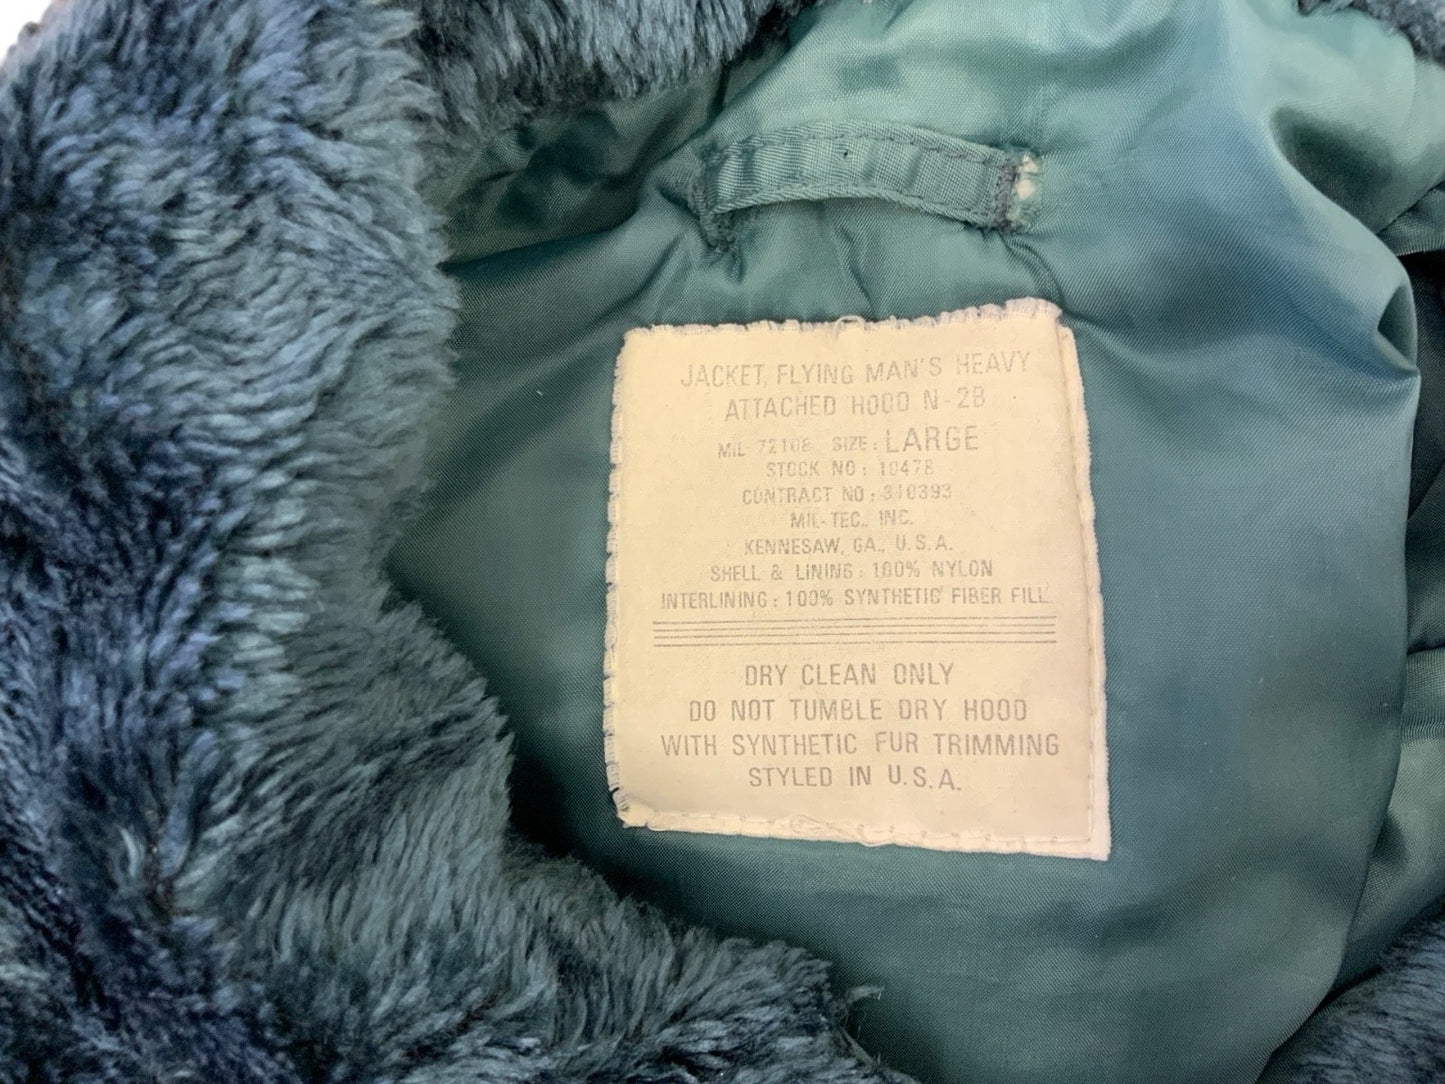 JACKET, FLYING MAN'S HEAVY
ATTACHED HOOD N-2B
MIL 72108 SIZE: LARGE
STOCK NO: 10478
CONTRACT NO: 310393
MIL-TEC., INC.
KENNESAW, GA., U.S.A.
SHELL & LINING: 100% NYLON
INTERLINING: 100% SYNTHETIC FIBER FILL
DRY CLEAN ONLY
DO NOT TUMBLE DRY HOOD
WITH SYNTHETIC FUR TRIMMING
STYLED IN U.S.A.